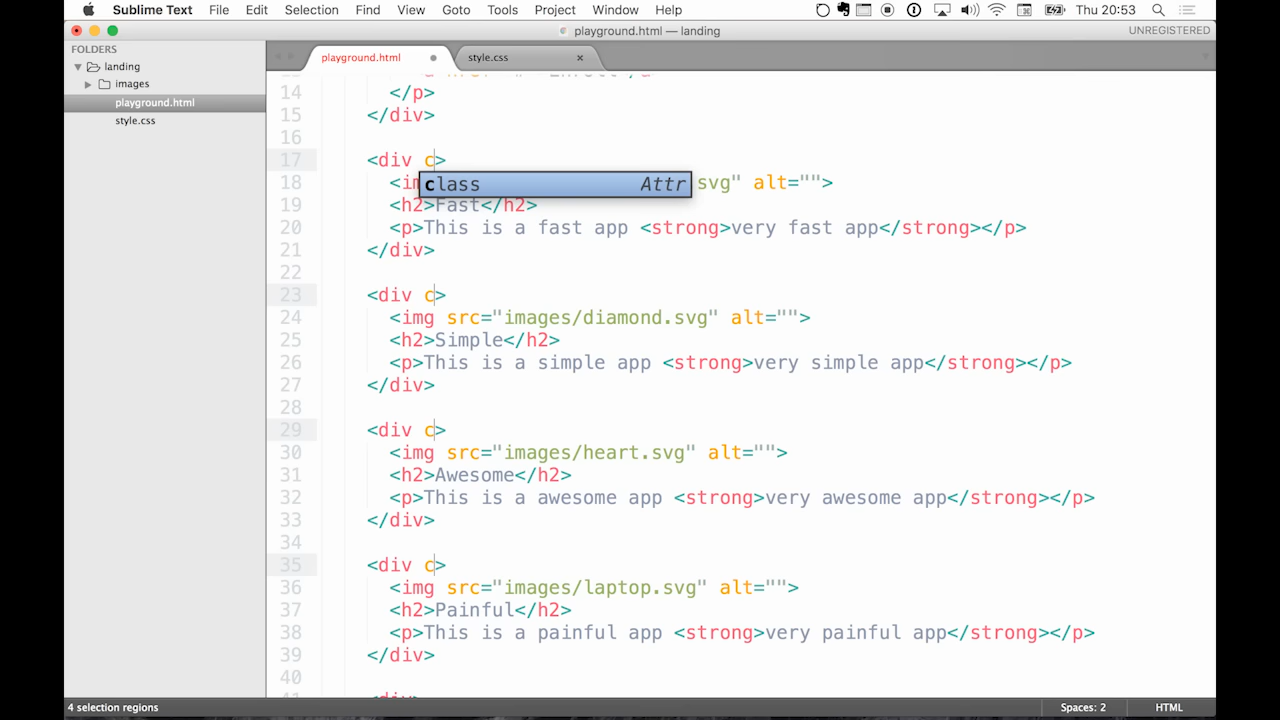 Sublime Text File Edit Selection Find View Goto Tools Project Window Help Thu 20:53
playground.html — landing UNREGISTERED
FOLDERS
landing
images
playground.html
style.css
playground.html style.css
14 </p>
15 </div>
16
17 <div c>
class Attr
18 <im svg" alt="">
19 <h2>Fast</h2>
20 <p>This is a fast app <strong>very fast app</strong></p>
21 </div>
22
23 <div c>
24 <img src="images/diamond.svg" alt="">
25 <h2>Simple</h2>
26 <p>This is a simple app <strong>very simple app</strong></p>
27 </div>
28
29 <div c>
30 <img src="images/heart.svg" alt="">
31 <h2>Awesome</h2>
32 <p>This is a awesome app <strong>very awesome app</strong></p>
33 </div>
34
35 <div c>
36 <img src="images/laptop.svg" alt="">
37 <h2>Painful</h2>
38 <p>This is a painful app <strong>very painful app</strong></p>
39 </div>
40
41 <div>
4 selection regions Spaces: 2 HTML